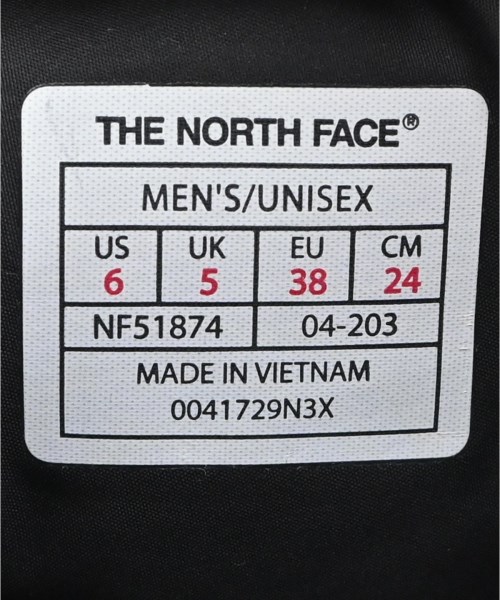 THE NORTH FACE®
MEN'S/UNISEX
US UK EU CM
6 5 38 24
NF51874 04-203
MADE IN VIETNAM
0041729N3X